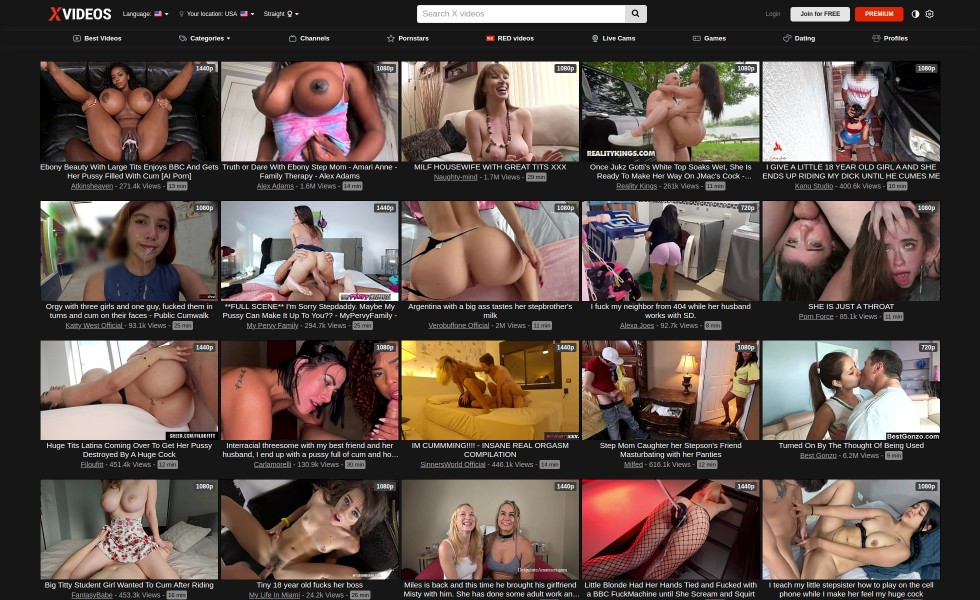 XVIDEOS
Language:
Your location: USA
Straight
Search X videos
Login
Join for FREE
PREMIUM
Best Videos
Categories
Channels
Pornstars
RED videos
Live Cams
Games
Dating
Profiles
1440p
Ebony Beauty With Large Tits Enjoys BBC And Gets
Her Pussy Filled With Cum [AI Porn]
Atkinsheaven - 271.4k Views - 13 min
1080p
Truth or Dare With Ebony Step Mom - Amari Anne -
Family Therapy - Alex Adams
Alex Adams - 1.6M Views - 14 min
1080p
MILF HOUSEWIFE WITH GREAT TITS XXX
Naughty-mind - 1.7M Views - 29 min
1080p
REALITYKINGS.COM
Once Jukz Gotti's White Top Soaks Wet, She Is
Ready To Make Her Way On JMac's Cock -...
Reality Kings - 261k Views - 11 min
1080p
I GIVE A LITTLE 18 YEAR OLD GIRL A AND SHE
ENDS UP RIDING MY DICK UNTIL HE CUMES ME
Kanu Studio - 400.6k Views - 10 min
1080p
Orgy with three girls and one guy, fucked them in
turns and cum on their faces - Public Cumwalk
Katty West Official - 93.1k Views - 25 min
1440p
**FULL SCENE** I'm Sorry Stepdaddy. Maybe My
Pussy Can Make It Up To You?? - MyPervyFamily -
My Pervy Family - 294.7k Views - 25 min
1080p
Argentina with a big ass tastes her stepbrother's
milk
Verobuffone Official - 2M Views - 11 min
720p
I fuck my neighbor from 404 while her husband
works with SD.
Alexa Joes - 92.7k Views - 8 min
1080p
SHE IS JUST A THROAT
Porn Force - 85.1k Views - 11 min
1440p
SHEER.COM/FILOUFITT
Huge Tits Latina Coming Over To Get Her Pussy
Destroyed By A Huge Cock
Filoufitt - 451.4k Views - 12 min
1080p
Interracial threesome with my best friend and her
husband, I end up with a pussy full of cum and ho...
Carlamorelli - 130.9k Views - 30 min
1440p
IM CUMMMING!!!! - INSANE REAL ORGASM
COMPILATION
SinnersWorld Official - 446.1k Views - 14 min
1080p
Step Mom Caughter her Stepson's Friend
Masturbating with her Panties
Milfed - 616.1k Views - 12 min
720p
BestGonzo.com
Turned On By The Thought Of Being Used
Best Gonzo - 6.2M Views - 9 min
1080p
Big Titty Student Girl Wanted To Cum After Riding
FantasyBabe - 453.3k Views - 16 min
1080p
Tiny 18 year old fucks her boss
My Life In Miami - 24.2k Views - 26 min
1440p
DesperateAmateurs.com
Miles is back and this time he brought his girlfriend
Misty with him. She has done some adult work an...
1440p
Little Blonde Had Her Hands Tied and Fucked with
a BBC FuckMachine until She Scream and Squirt
1080p
I teach my little stepsister how to play on the cell
phone while I make her feel my huge cock